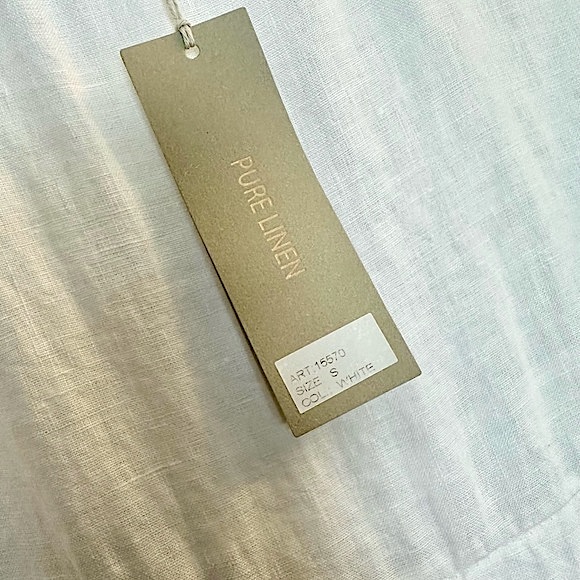 PURE LINEN
ART.15570
SIZE S
COL. WHITE